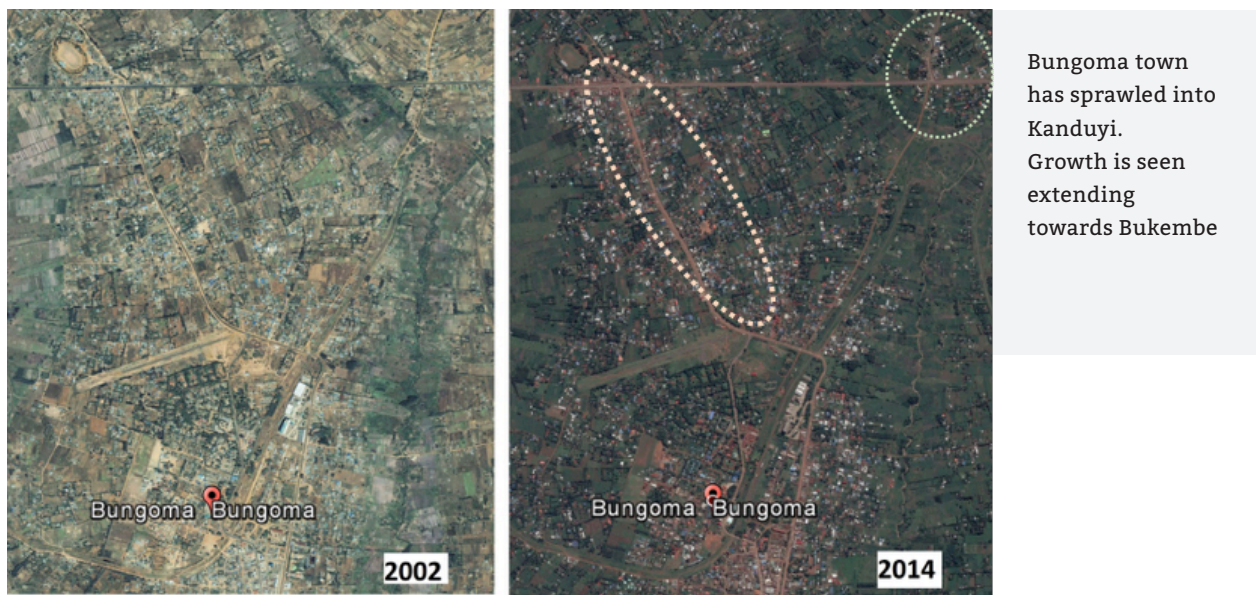 Bungoma Bungoma
2002
Bungoma Bungoma
2014
Bungoma town
has sprawled into
Kanduyi.
Growth is seen
extending
towards Bukembe